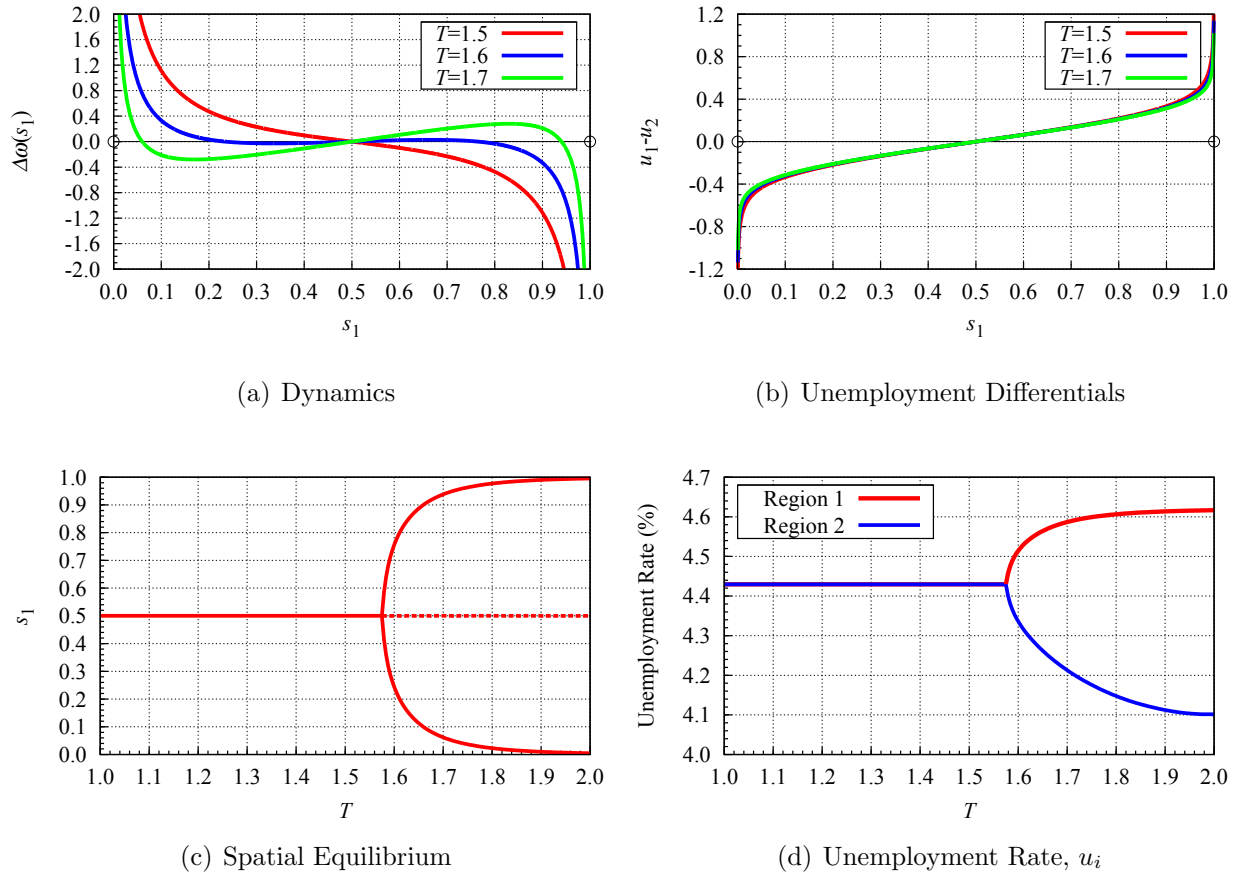 2.0
1.6
1.2
0.8
0.4
0.0
-0.4
-0.8
-1.2
-1.6
-2.0
Δω(s1)
T=1.5
T=1.6
T=1.7
0.0 0.1 0.2 0.3 0.4 0.5 0.6 0.7 0.8 0.9 1.0
s1
(a) Dynamics
1.2
0.8
0.4
0.0
-0.4
-0.8
-1.2
u1-u2
T=1.5
T=1.6
T=1.7
0.0 0.1 0.2 0.3 0.4 0.5 0.6 0.7 0.8 0.9 1.0
s1
(b) Unemployment Differentials
1.0
0.9
0.8
0.7
0.6
0.5
0.4
0.3
0.2
0.1
0.0
s1
1.0 1.1 1.2 1.3 1.4 1.5 1.6 1.7 1.8 1.9 2.0
T
(c) Spatial Equilibrium
4.7
4.6
4.5
4.4
4.3
4.2
4.1
4.0
Unemployment Rate (%)
Region 1
Region 2
1.0 1.1 1.2 1.3 1.4 1.5 1.6 1.7 1.8 1.9 2.0
T
(d) Unemployment Rate, ui